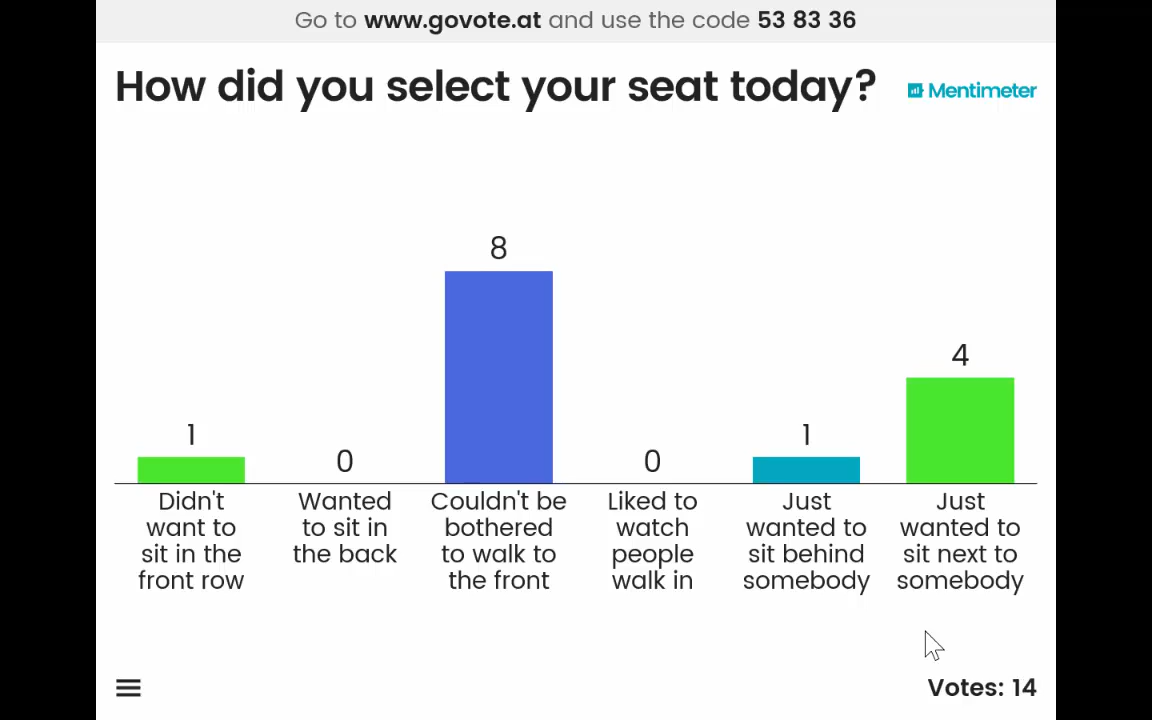 Go to www.govote.at and use the code 53 83 36
How did you select your seat today?
Mentimeter
1
0
8
0
1
4
Didn't
want to
sit in the
front row
Wanted
to sit in
the back
Couldn't be
bothered
to walk to
the front
Liked to
watch
people
walk in
Just
wanted to
sit behind
somebody
Just
wanted to
sit next to
somebody
Votes: 14